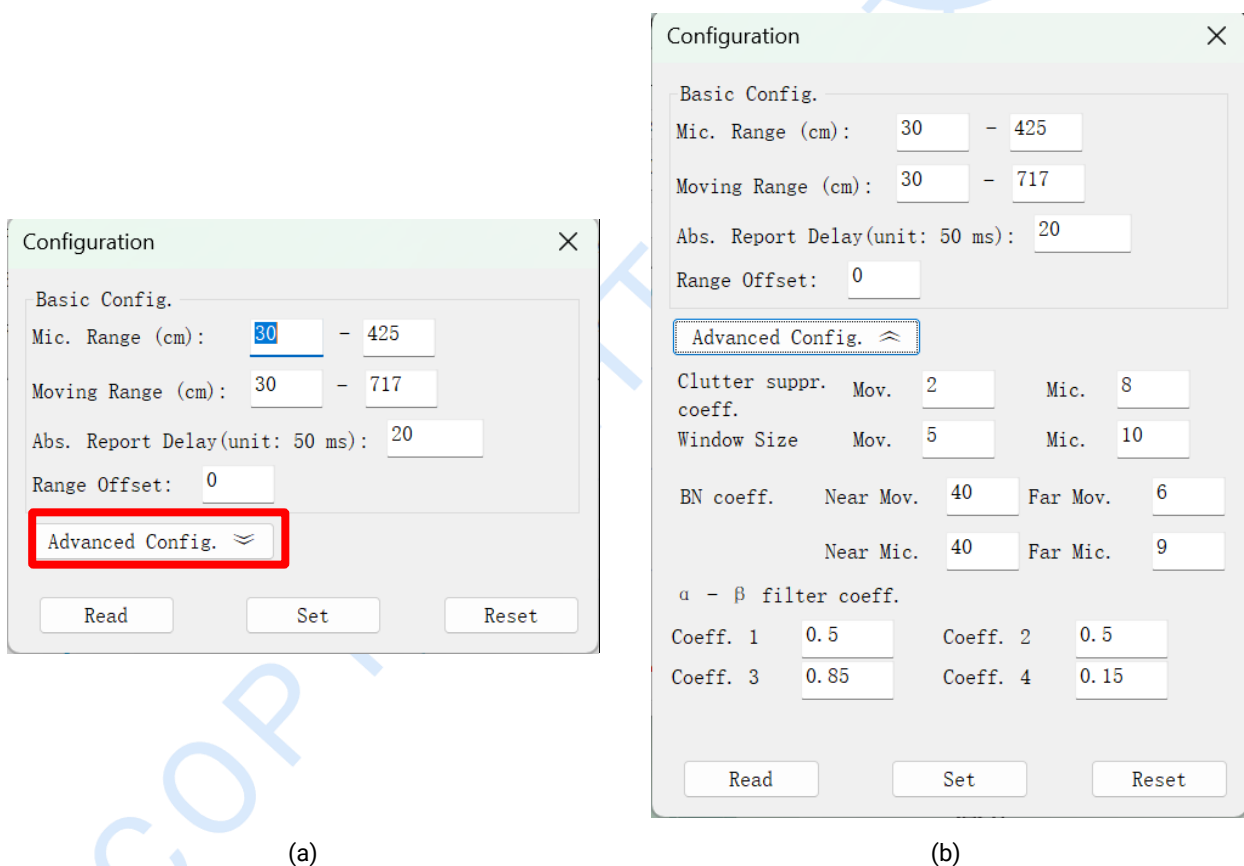 Configuration
Basic Config.
Mic. Range (cm): 30 - 425
Moving Range (cm): 30 - 717
Abs. Report Delay(unit: 50 ms): 20
Range Offset: 0
Advanced Config.
Read Set Reset
(a)
Configuration
Basic Config.
Mic. Range (cm): 30 - 425
Moving Range (cm): 30 - 717
Abs. Report Delay(unit: 50 ms): 20
Range Offset: 0
Advanced Config.
Clutter suppr. Mov. 2 Mic. 8
coeff.
Window Size Mov. 5 Mic. 10
BN coeff. Near Mov. 40 Far Mov. 6
Near Mic. 40 Far Mic. 9
α - β filter coeff.
Coeff. 1 0.5 Coeff. 2 0.5
Coeff. 3 0.85 Coeff. 4 0.15
Read Set Reset
(b)